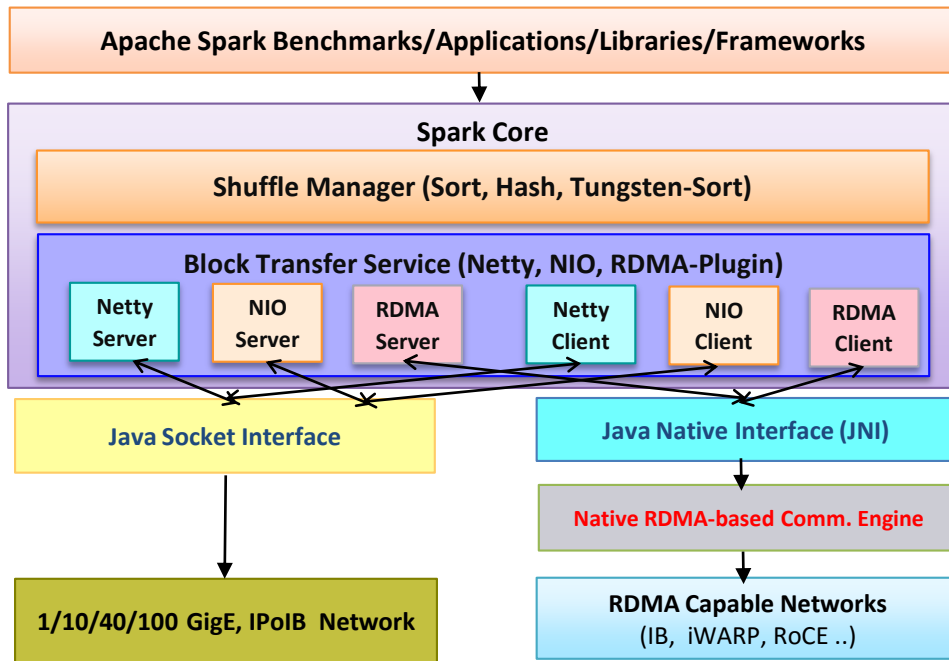 Apache Spark Benchmarks/Applications/Libraries/Frameworks
Spark Core
Shuffle Manager (Sort, Hash, Tungsten-Sort)
Block Transfer Service (Netty, NIO, RDMA-Plugin)
Netty
Server
NIO
Server
RDMA
Server
Netty
Client
NIO
Client
RDMA
Client
Java Socket Interface
Java Native Interface (JNI)
Native RDMA-based Comm. Engine
1/10/40/100 GigE, IPoIB Network
RDMA Capable Networks
(IB, iWARP, RoCE ..)